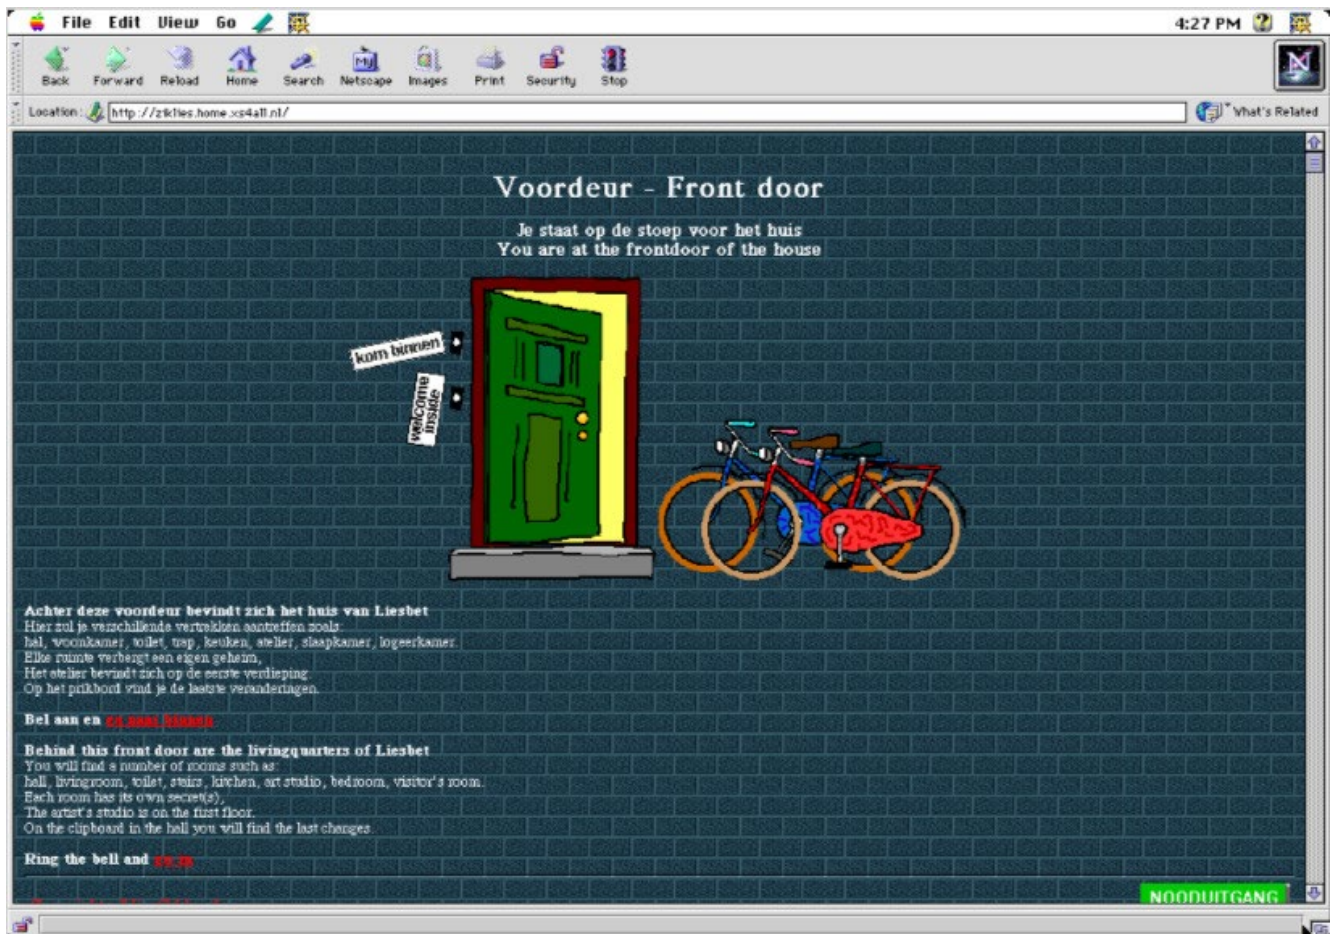 File Edit View Go 4:27 PM
Back Forward Reload Home Search Netscape Images Print Security Stop
My
N
Location: http://ziklies.home.xs4all.nl/ What's Related
Voordeur - Front door
Je staat op de stoep voor het huis
You are at the frontdoor of the house
kom binnen
welcome
inside
Achter deze voordeur bevindt zich het huis van Liesbet
Hier zul je verschillende vertrekken aantreffen zoals:
hal, woonkamer, toilet, trap, keuken, atelier, slaapkamer, logeerkamer.
Elke ruimte verbergt een eigen geheim,
Het atelier bevindt zich op de eerste verdieping.
Op het prikbord vind je de laatste veranderingen.
Bel aan en ga naar binnen
Behind this front door are the livingquarters of Liesbet
You will find a number of rooms such as:
hall, livingroom, toilet, stairs, kitchen, art studio, bedroom, visitor's room.
Each room has its own secret(s),
The artist's studio is on the first floor.
On the clipboard in the hall you will find the last changes.
Ring the bell and go in
NOODUITGANG